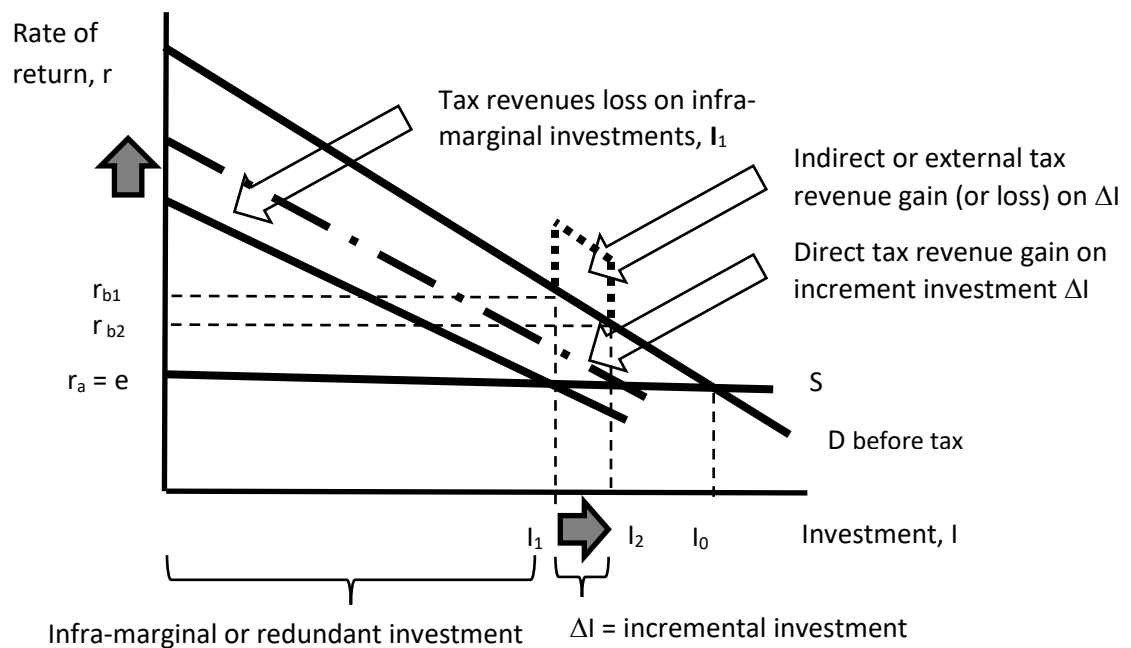 Rate of
return, r
Tax revenues loss on infra-
marginal investments, I₁
Indirect or external tax
revenue gain (or loss) on ΔI
Direct tax revenue gain on
increment investment ΔI
r_b1
r_b2
r_a = e
S
D before tax
I₁
I₂
I₀
Investment, I
Infra-marginal or redundant investment
ΔI = incremental investment